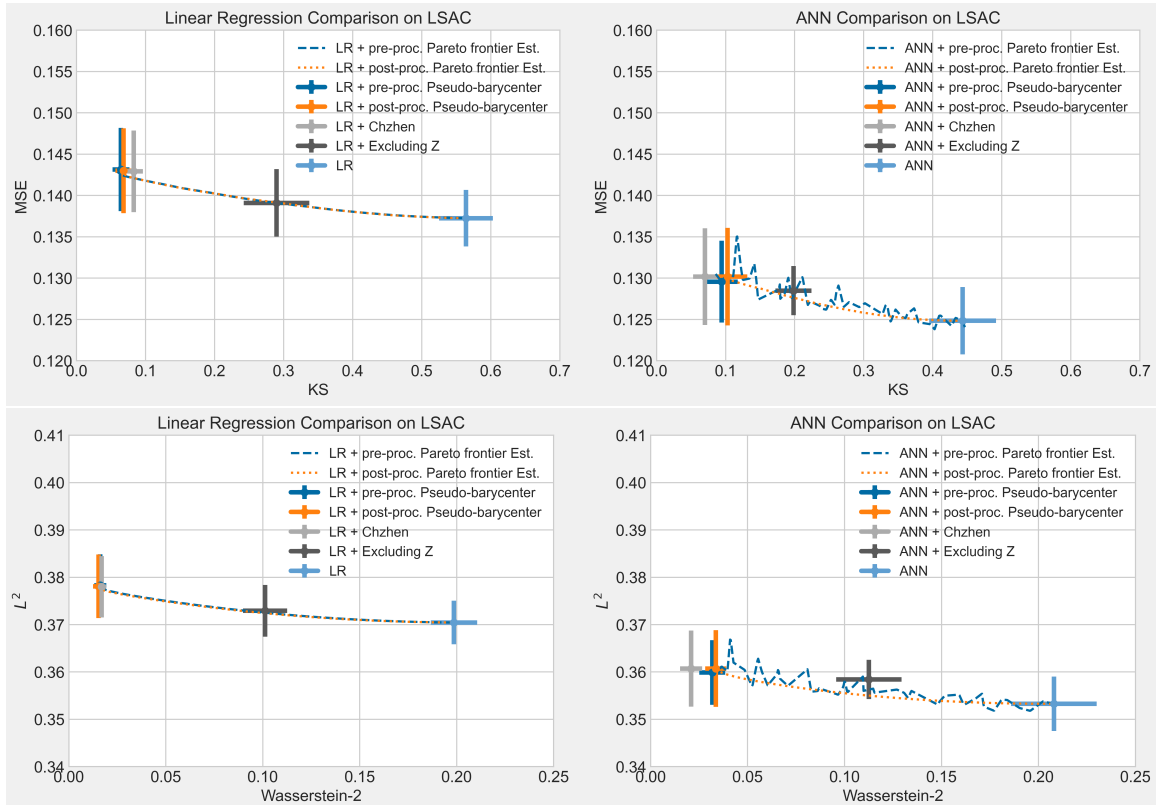 Linear Regression Comparison on LSAC
0.160
0.155
0.150
0.145
0.140
0.135
0.130
0.125
0.120
MSE
LR + pre-proc. Pareto frontier Est.
LR + post-proc. Pareto frontier Est.
LR + pre-proc. Pseudo-barycenter
LR + post-proc. Pseudo-barycenter
LR + Chzhen
LR + Excluding Z
LR
0.0 0.1 0.2 0.3 0.4 0.5 0.6 0.7
KS
ANN Comparison on LSAC
0.160
0.155
0.150
0.145
0.140
0.135
0.130
0.125
0.120
MSE
ANN + pre-proc. Pareto frontier Est.
ANN + post-proc. Pareto frontier Est.
ANN + pre-proc. Pseudo-barycenter
ANN + post-proc. Pseudo-barycenter
ANN + Chzhen
ANN + Excluding Z
ANN
0.0 0.1 0.2 0.3 0.4 0.5 0.6 0.7
KS
Linear Regression Comparison on LSAC
0.41
0.40
0.39
0.38
0.37
0.36
0.35
0.34
L²
LR + pre-proc. Pareto frontier Est.
LR + post-proc. Pareto frontier Est.
LR + pre-proc. Pseudo-barycenter
LR + post-proc. Pseudo-barycenter
LR + Chzhen
LR + Excluding Z
LR
0.00 0.05 0.10 0.15 0.20 0.25
Wasserstein-2
ANN Comparison on LSAC
0.41
0.40
0.39
0.38
0.37
0.36
0.35
0.34
L²
ANN + pre-proc. Pareto frontier Est.
ANN + post-proc. Pareto frontier Est.
ANN + pre-proc. Pseudo-barycenter
ANN + post-proc. Pseudo-barycenter
ANN + Chzhen
ANN + Excluding Z
ANN
0.00 0.05 0.10 0.15 0.20 0.25
Wasserstein-2